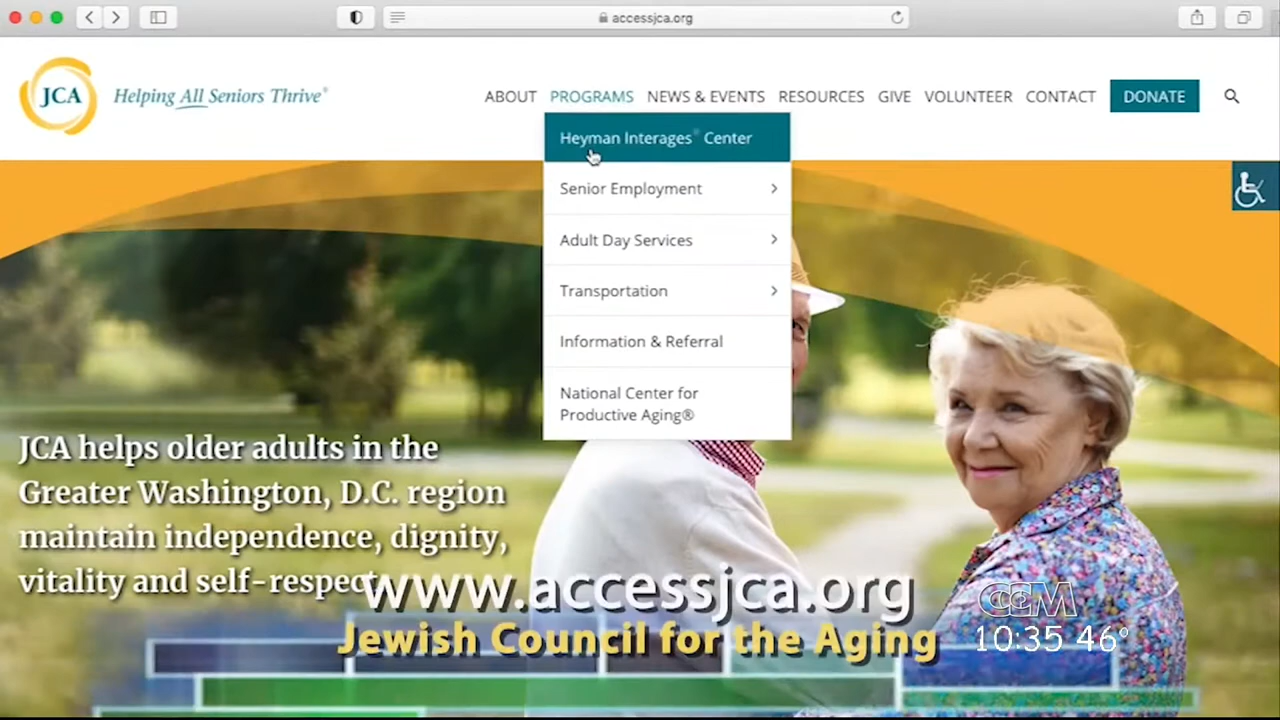 accessjca.org
JCA
Helping All Seniors Thrive®
ABOUT PROGRAMS NEWS & EVENTS RESOURCES GIVE VOLUNTEER CONTACT DONATE
Heyman Interages® Center
Senior Employment
Adult Day Services
Transportation
Information & Referral
National Center for
Productive Aging®
JCA helps older adults in the
Greater Washington, D.C. region
maintain independence, dignity,
vitality and self-respect
www.accessjca.org
Jewish Council for the Aging
CCM
10:35 46°